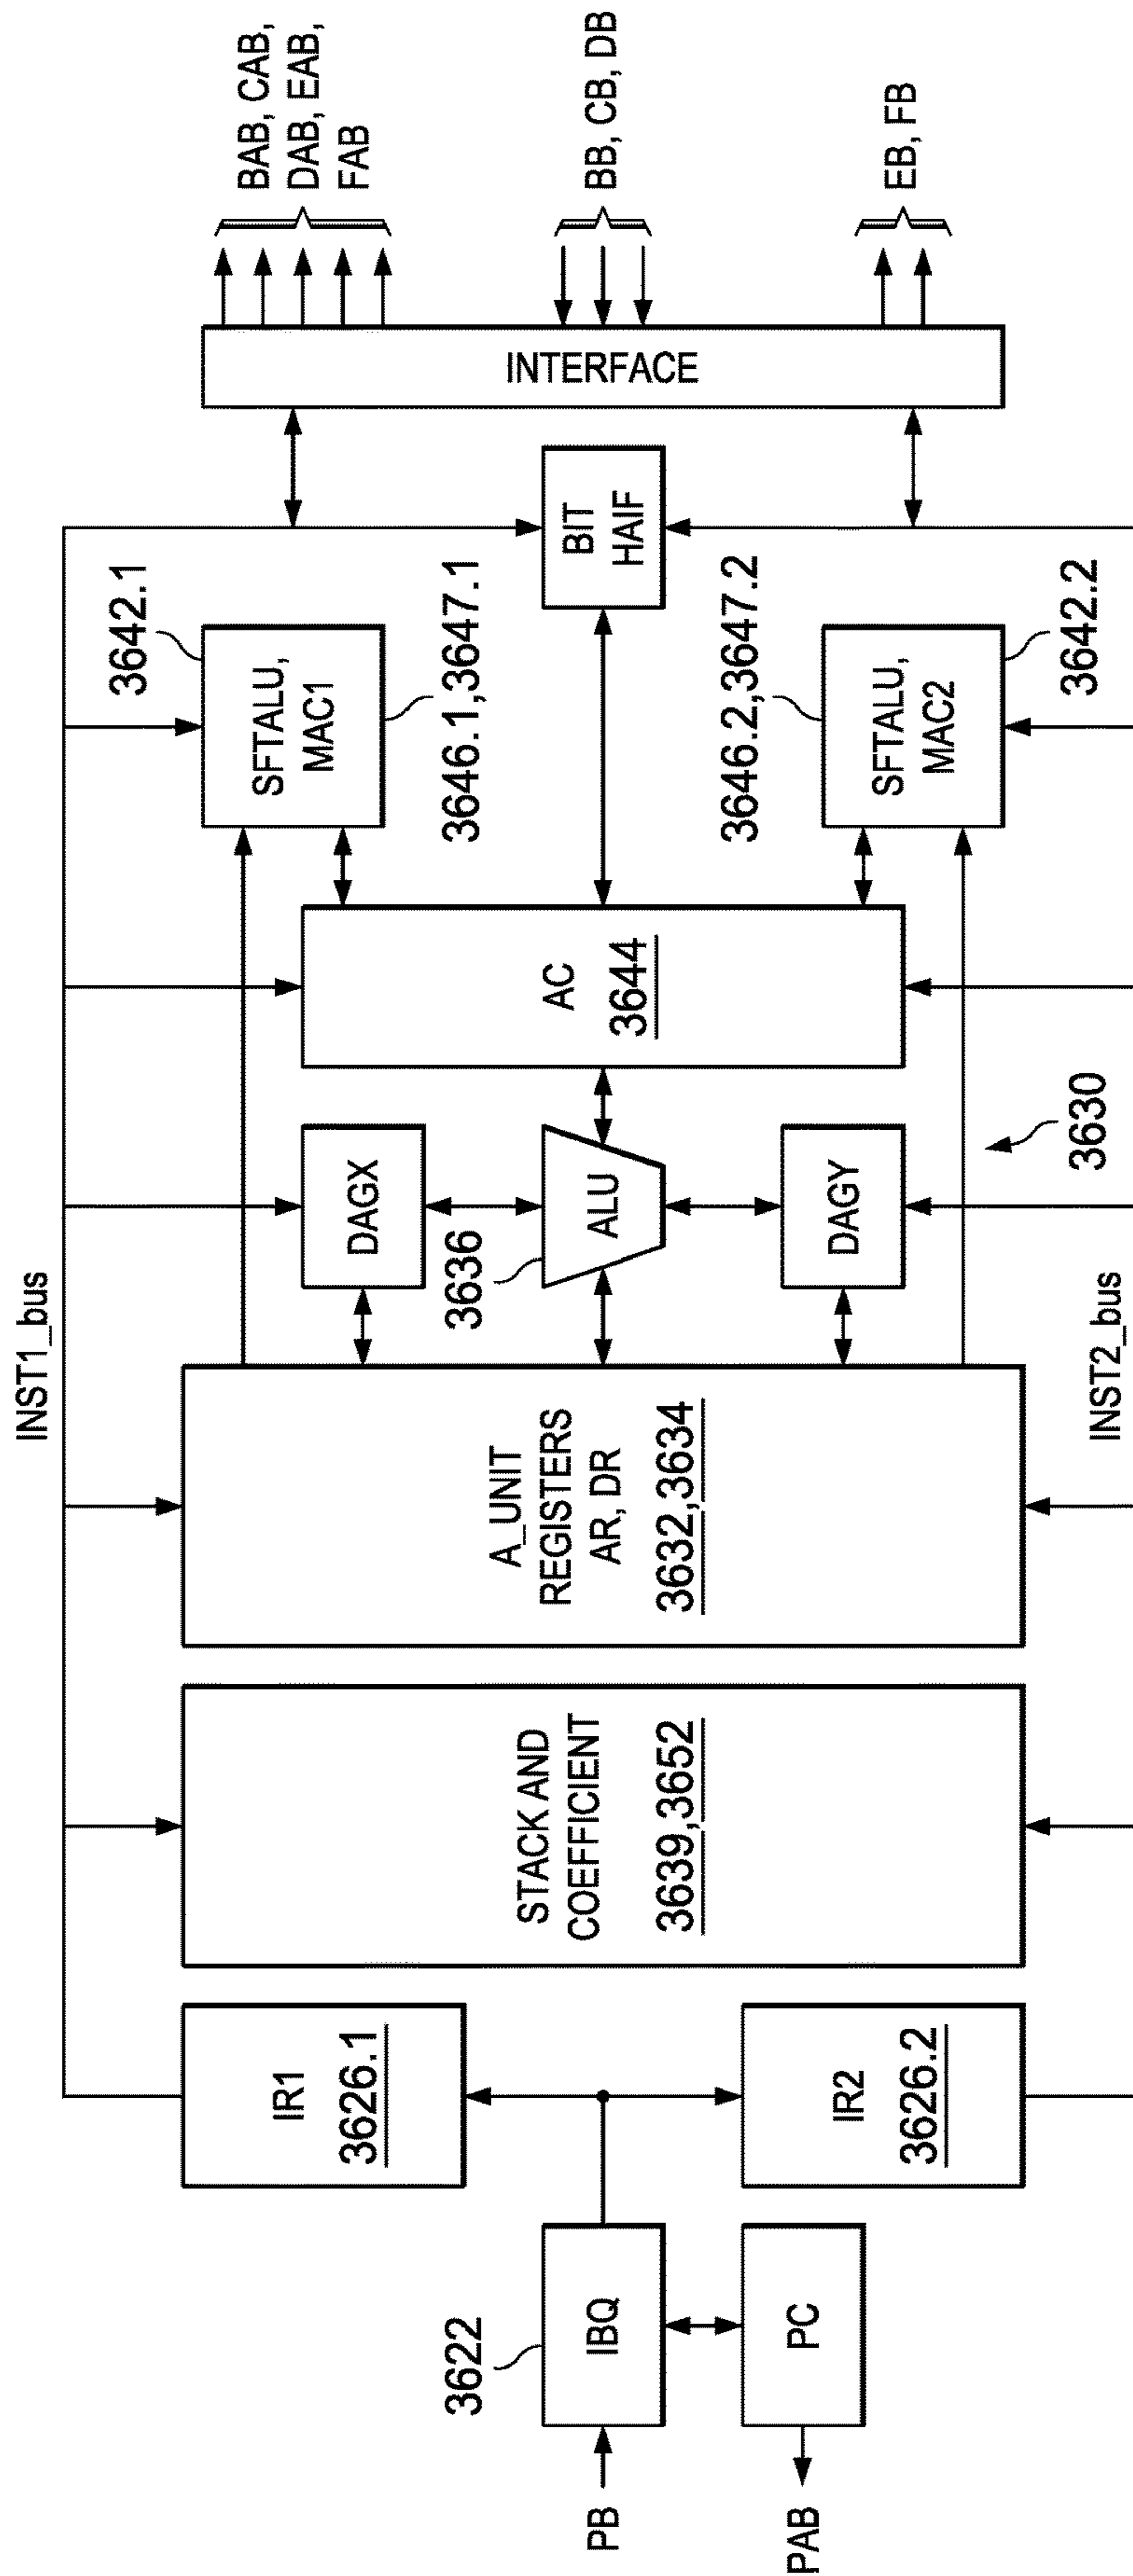 INST1_bus
PB
3622
IBQ
PC
PAB
IR1
3626.1
IR2
3626.2
STACK AND
COEFFICIENT
3639,3652
A_UNIT
REGISTERS
AR, DR
3632,3634
DAGX
3636
ALU
DAGY
3630
AC
3644
3642.1
SFTALU,
MAC1
3646.1,3647.1
3646.2,3647.2
SFTALU,
MAC2
3642.2
BIT
HAIF
INTERFACE
BAB, CAB,
DAB, EAB,
FAB
BB, CB, DB
EB, FB
INST2_bus